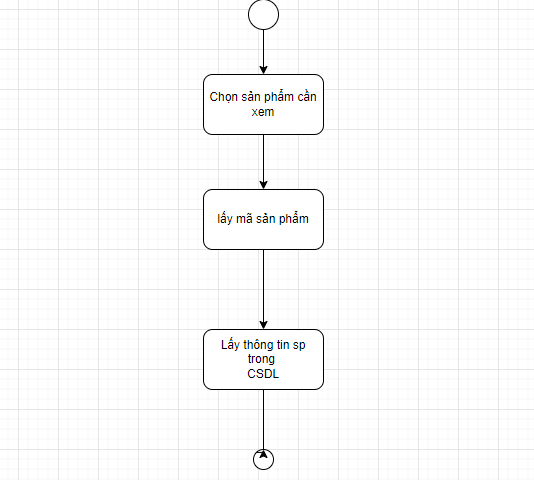 Chọn sản phẩm cần
xem
lấy mã sản phẩm
Lấy thông tin sp
trong
CSDL